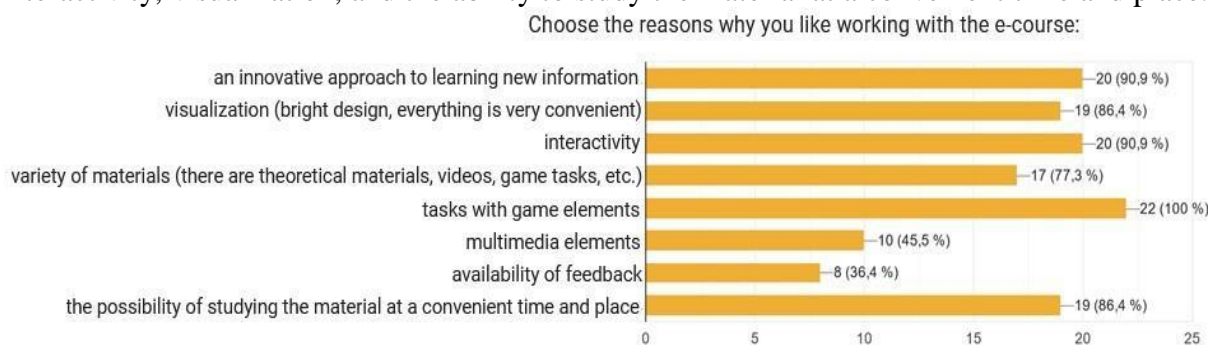 Choose the reasons why you like working with the e-course:
an innovative approach to learning new information 20 (90,9 %)
visualization (bright design, everything is very convenient) 19 (86,4 %)
interactivity 20 (90,9 %)
variety of materials (there are theoretical materials, videos, game tasks, etc.) 17 (77,3 %)
tasks with game elements 22 (100 %)
multimedia elements 10 (45,5 %)
availability of feedback 8 (36,4 %)
the possibility of studying the material at a convenient time and place 19 (86,4 %)
0 5 10 15 20 25